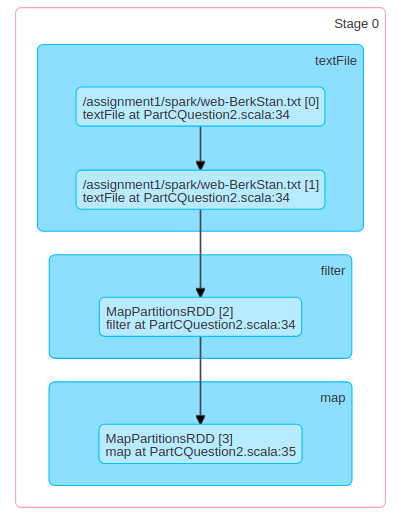 Stage 0
textFile
/assignment1/spark/web-BerkStan.txt [0]
textFile at PartCQuestion2.scala:34
/assignment1/spark/web-BerkStan.txt [1]
textFile at PartCQuestion2.scala:34
filter
MapPartitionsRDD [2]
filter at PartCQuestion2.scala:34
map
MapPartitionsRDD [3]
map at PartCQuestion2.scala:35